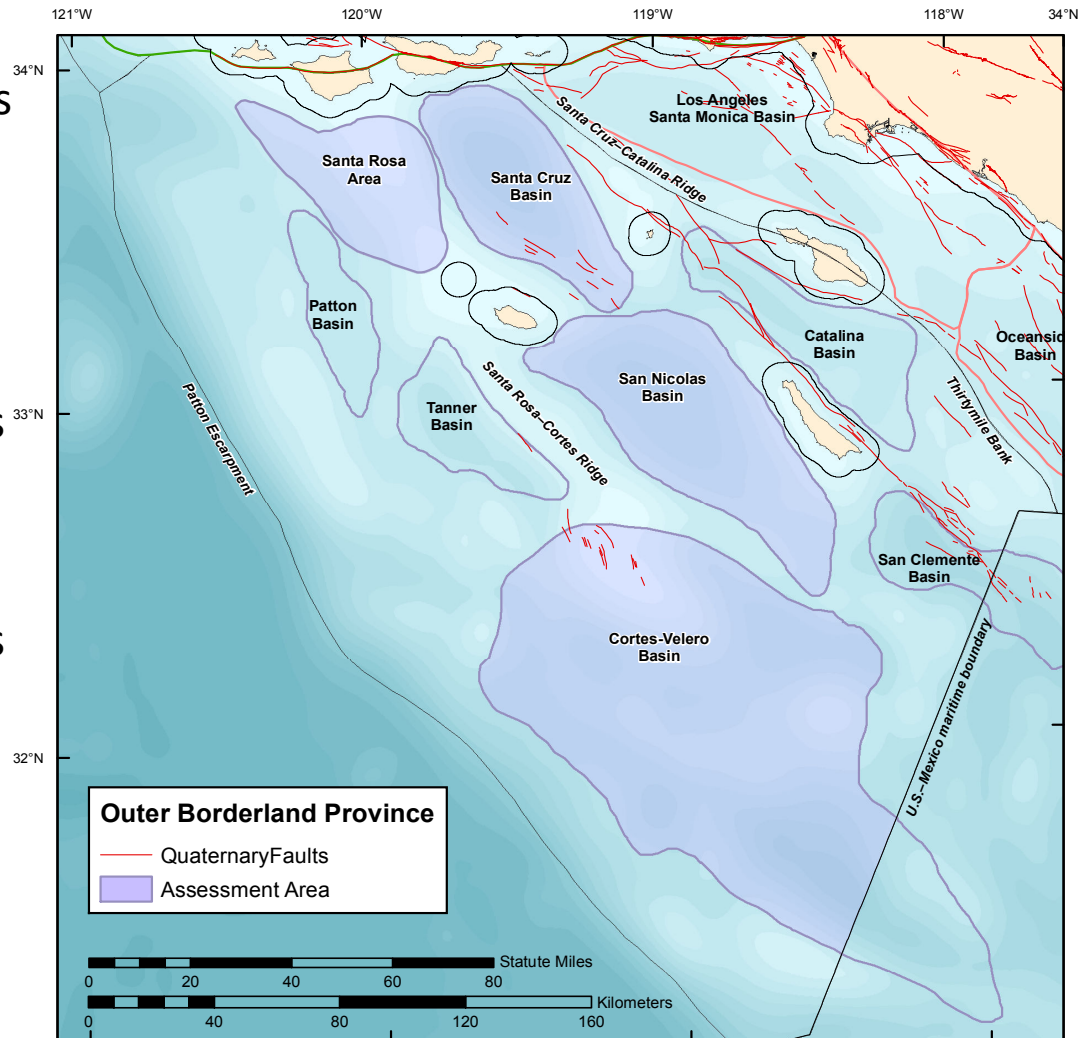 121°W
120°W
119°W
118°W
34°N
34°N
33°N
32°N
s
s
s
Los Angeles
Santa Monica Basin
Santa Cruz–Catalina Ridge
Santa Rosa
Area
Santa Cruz
Basin
Patton
Basin
Catalina
Basin
Oceansid
Basin
San Nicolas
Basin
Tanner
Basin
Santa Rosa–Cortes Ridge
Patton Escarpment
Thirtymile Bank
San Clemente
Basin
Cortes-Velero
Basin
U.S.–Mexico maritime boundary
Outer Borderland Province
QuaternaryFaults
Assessment Area
Statute Miles
0 20 40 60 80
Kilometers
0 40 80 120 160